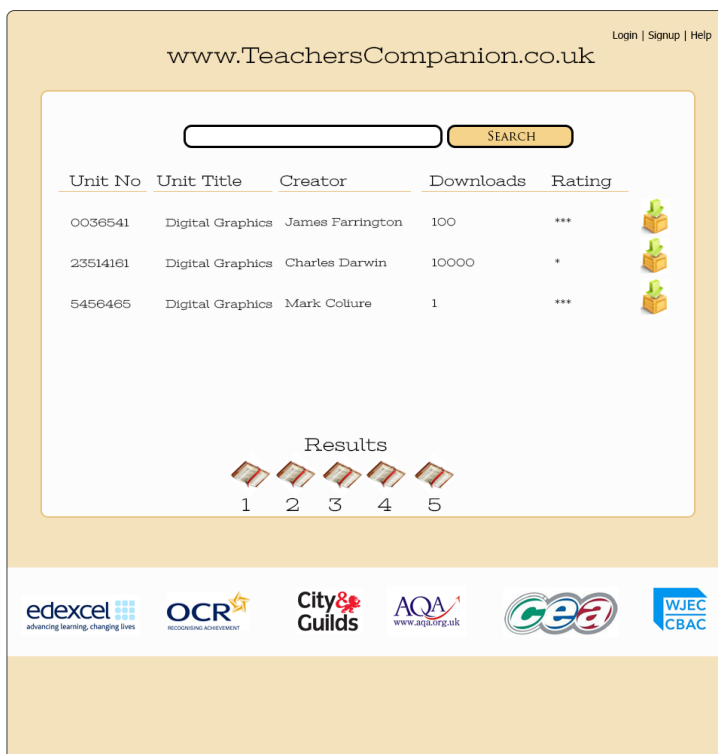 Login | Signup | Help
www.TeachersCompanion.co.uk
SEARCH
Unit No Unit Title Creator Downloads Rating
0036541 Digital Graphics James Farrington 100 ***
23514161 Digital Graphics Charles Darwin 10000 *
5456465 Digital Graphics Mark Coliure 1 ***
Results
1 2 3 4 5
edexcel
advancing learning, changing lives
OCR
RECOGNISING ACHIEVEMENT
City&
Guilds
AQA
www.aqa.org.uk
cea
WJEC
CBAC